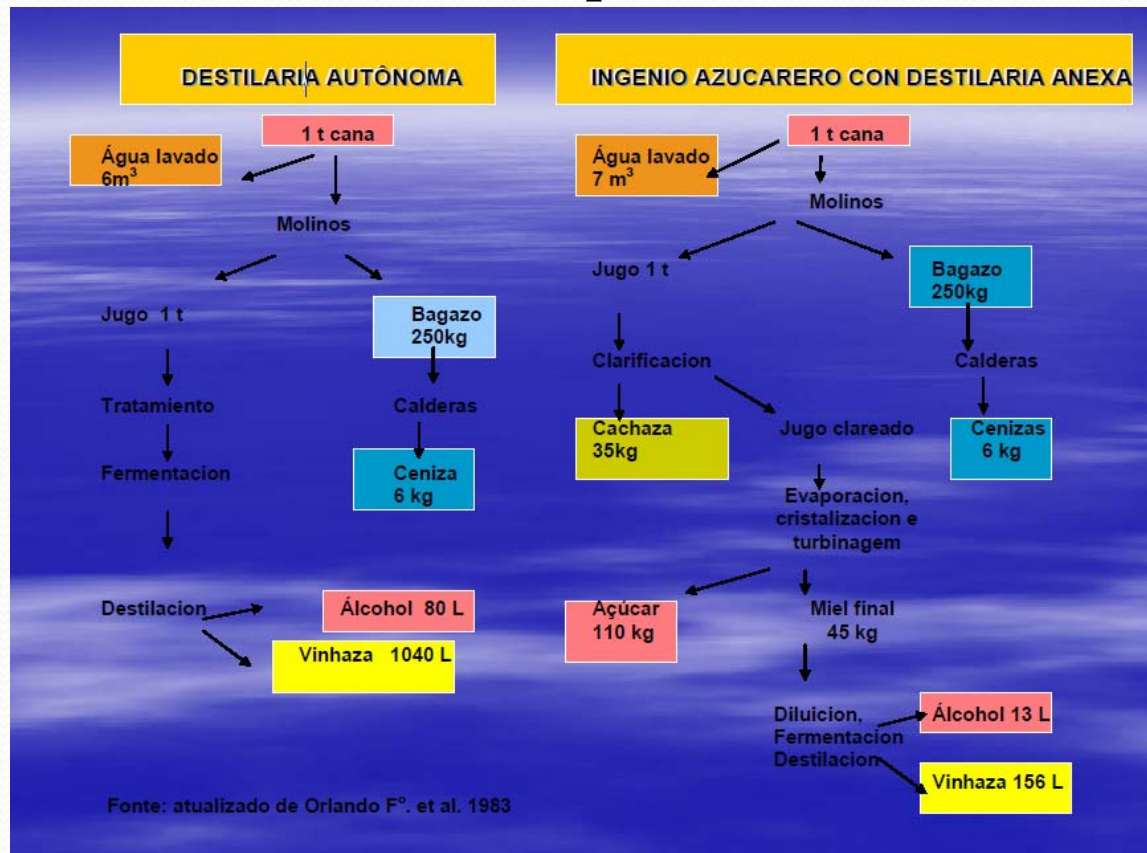 DESTILARIA AUTÔNOMA
1 t cana
Água lavado
6m³
Molinos
Jugo 1 t
Bagazo
250kg
Tratamiento
Calderas
Fermentacion
Ceniza
6 kg
Destilacion
Álcohol 80 L
Vinhaza 1040 L
Fonte: atualizado de Orlando Fº. et al. 1983
INGENIO AZUCARERO CON DESTILARIA ANEXA
1 t cana
Água lavado
7 m³
Molinos
Jugo 1 t
Bagazo
250kg
Clarificacion
Calderas
Cachaza
35kg
Jugo clareado
Cenizas
6 kg
Evaporacion,
cristalizacion e
turbinagem
Açúcar
110 kg
Miel final
45 kg
Diluicion,
Fermentacion
Destilacion
Álcohol 13 L
Vinhaza 156 L